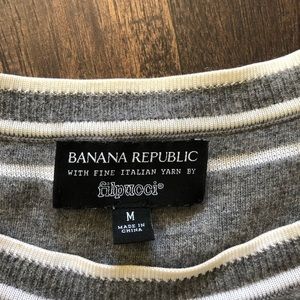 BANANA REPUBLIC
WITH FINE ITALIAN YARN BY
filpucci®
M
MADE IN
CHINA